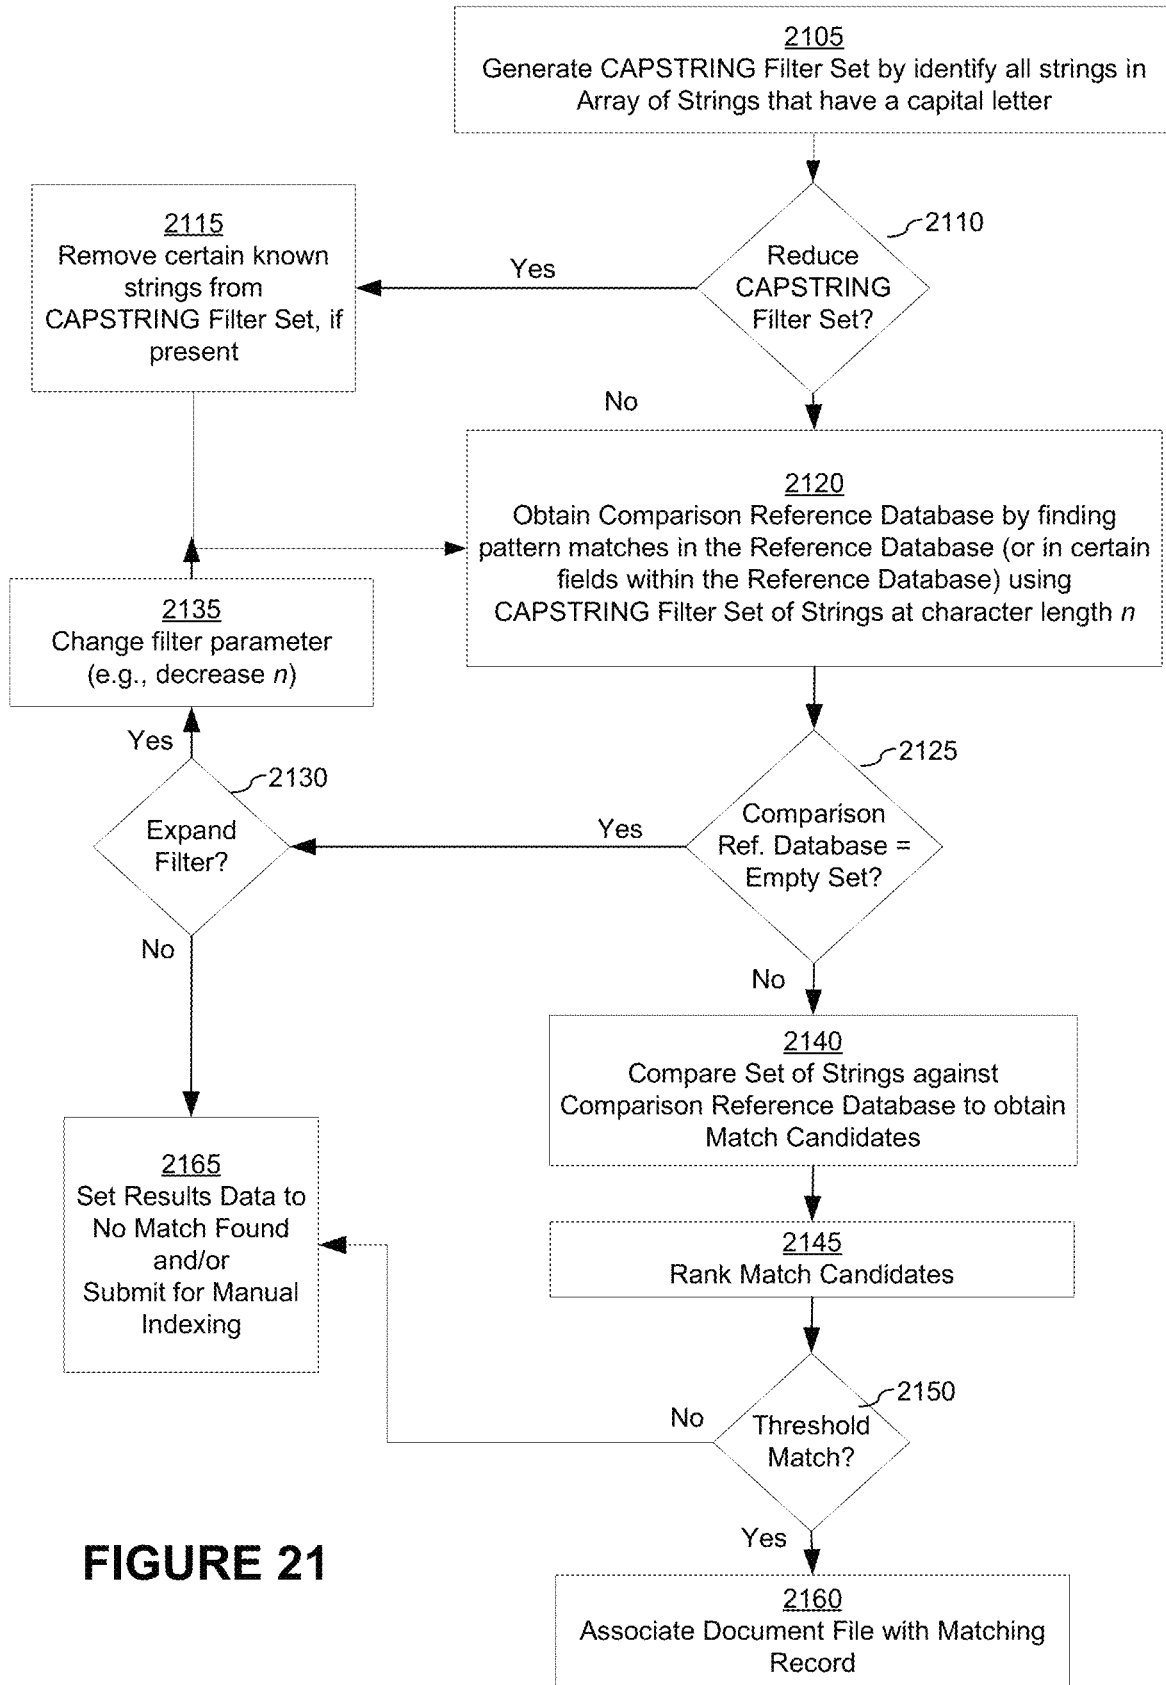 2105
Generate CAPSTRING Filter Set by identify all strings in
Array of Strings that have a capital letter
2110
Reduce
CAPSTRING
Filter Set?
Yes
2115
Remove certain known
strings from
CAPSTRING Filter Set, if
present
No
2120
Obtain Comparison Reference Database by finding
pattern matches in the Reference Database (or in certain
fields within the Reference Database) using
CAPSTRING Filter Set of Strings at character length n
2135
Change filter parameter
(e.g., decrease n)
Yes
2130
Expand
Filter?
Yes
2125
Comparison
Ref. Database =
Empty Set?
No
No
2140
Compare Set of Strings against
Comparison Reference Database to obtain
Match Candidates
2165
Set Results Data to
No Match Found
and/or
Submit for Manual
Indexing
2145
Rank Match Candidates
2150
Threshold
Match?
No
Yes
FIGURE 21
2160
Associate Document File with Matching
Record